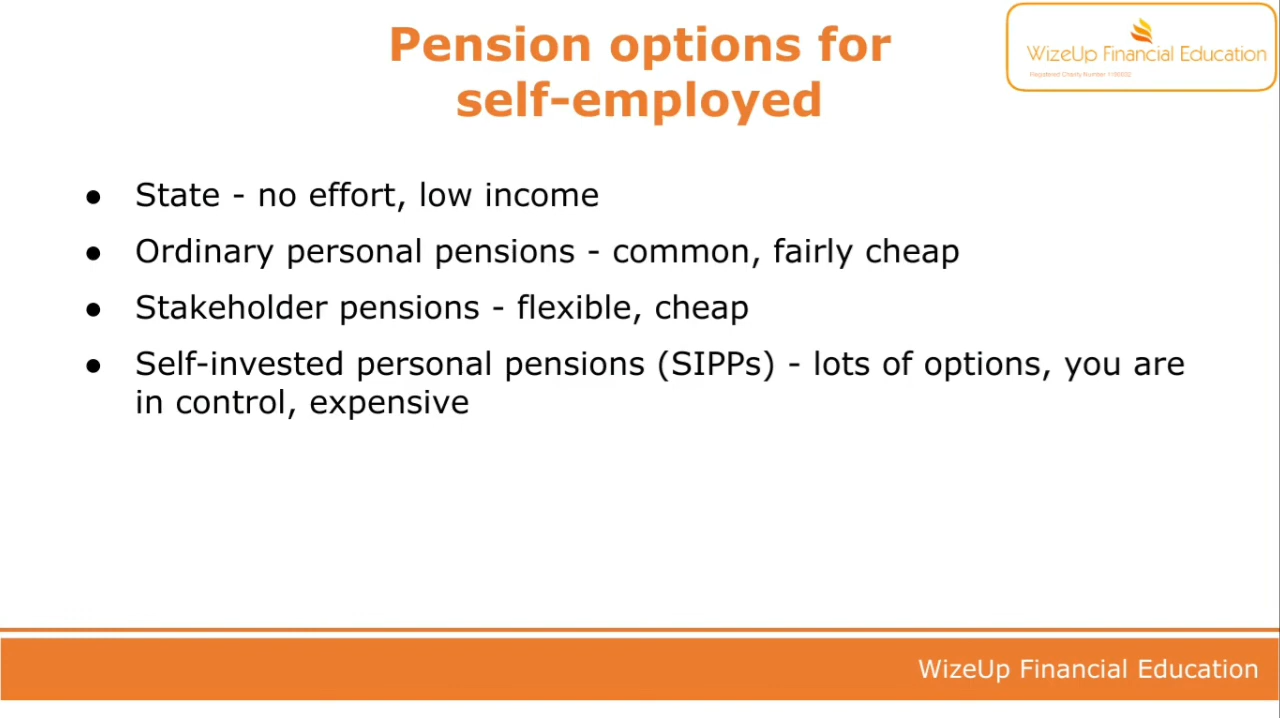 Pension options for
self-employed
WizeUp Financial Education
● State - no effort, low income
● Ordinary personal pensions - common, fairly cheap
● Stakeholder pensions - flexible, cheap
● Self-invested personal pensions (SIPPs) - lots of options, you are
in control, expensive
WizeUp Financial Education